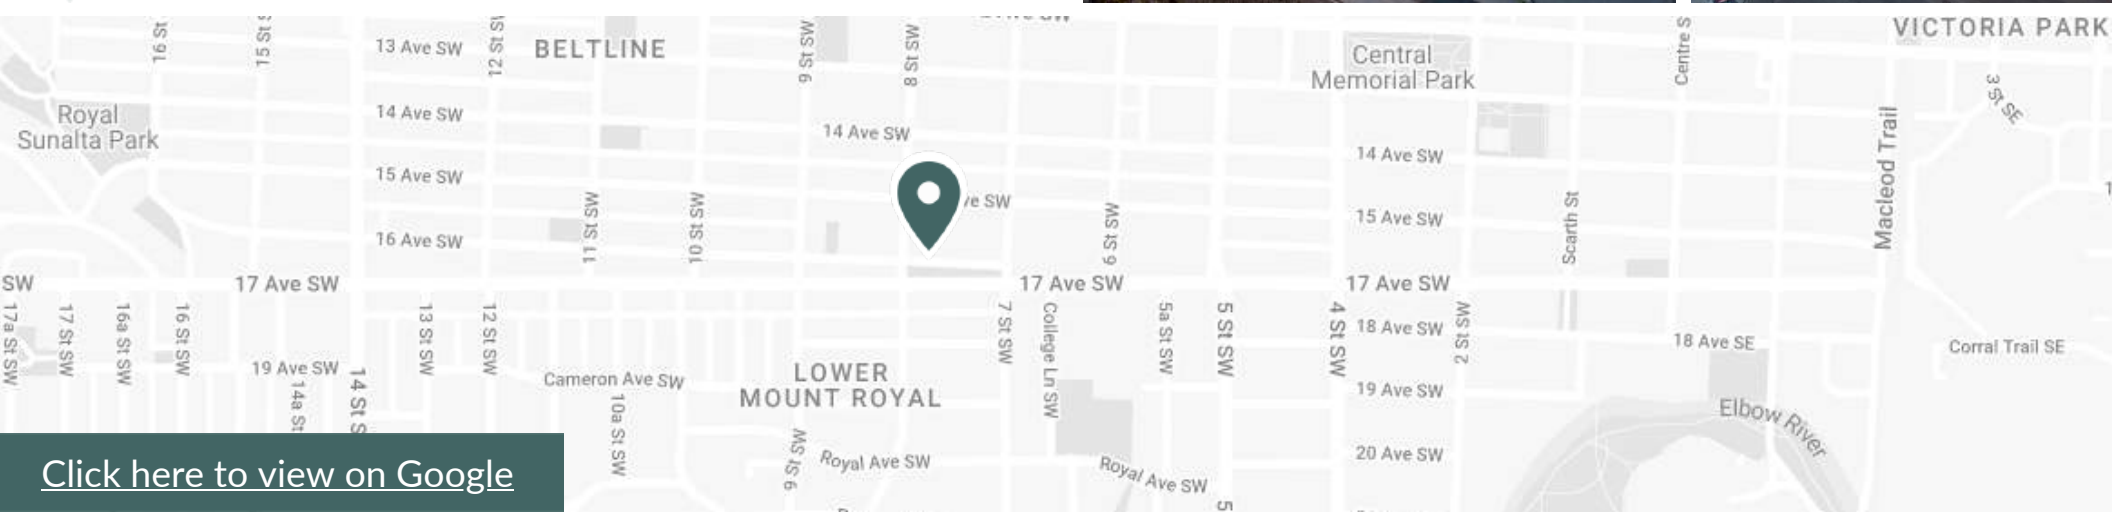 VICTORIA PARK
16 St
15 St
13 Ave SW
12 St S
BELTLINE
9 St SW
8 St SW
Central
Memorial Park
Centre S
3 St SE
Royal
Sunalta Park
14 Ave SW
14 Ave SW
14 Ave SW
Macleod Trail
15 Ave SW
11 St SW
10 St SW
ve SW
6 St SW
15 Ave SW
Scarth St
16 Ave SW
SW
17 Ave SW
17 Ave SW
17 Ave SW
17a St SW
17 St SW
16a St SW
16 St SW
13 St SW
12 St SW
7 St SW
College Ln SW
5a St SW
5 St SW
4 St SW
18 Ave SW
2 St SW
18 Ave SE
Corral Trail SE
19 Ave SW
14a St
14 St S
Cameron Ave SW
10a St SW
LOWER
MOUNT ROYAL
19 Ave SW
Elbow River
9 St SW
Royal Ave SW
Royal Ave SW
20 Ave SW
5
Click here to view on Google